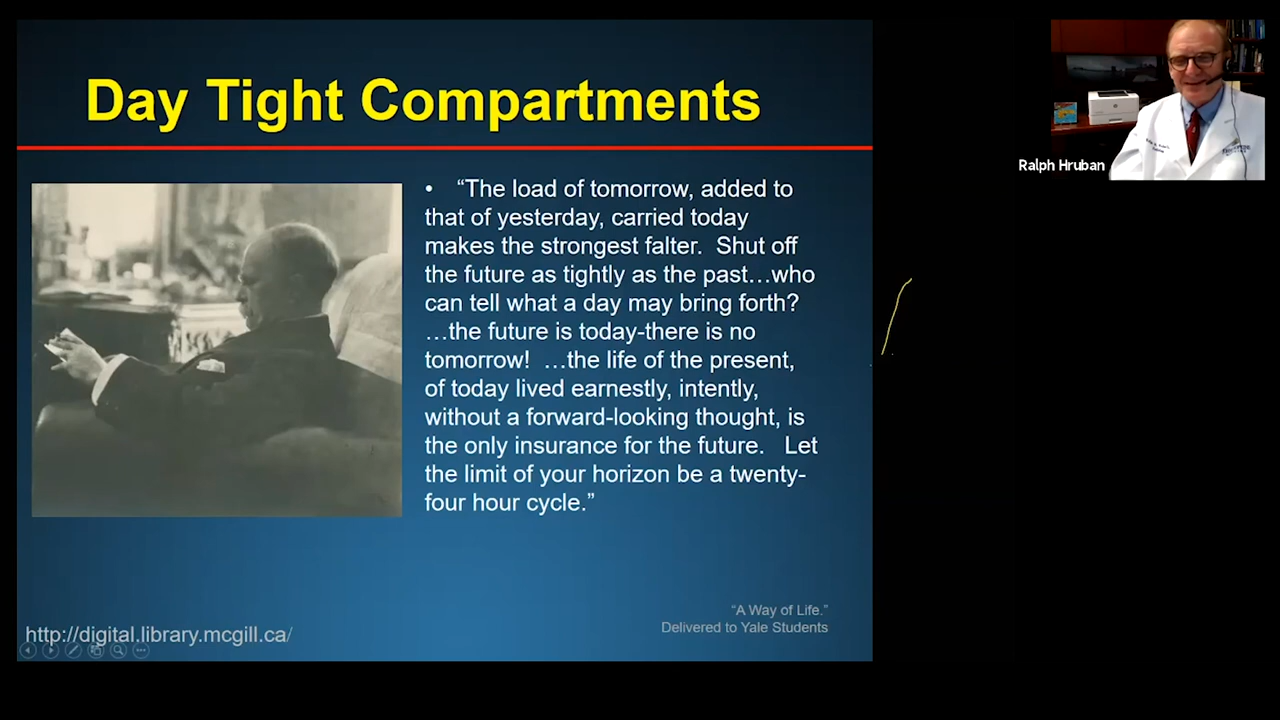 Day Tight Compartments
• “The load of tomorrow, added to
that of yesterday, carried today
makes the strongest falter.  Shut off
the future as tightly as the past…who
can tell what a day may bring forth?
…the future is today-there is no
tomorrow!  …the life of the present,
of today lived earnestly, intently,
without a forward-looking thought, is
the only insurance for the future.   Let
the limit of your horizon be a twenty-
four hour cycle.”
“A Way of Life.”
Delivered to Yale Students
http://digital.library.mcgill.ca/
Ralph Hruban